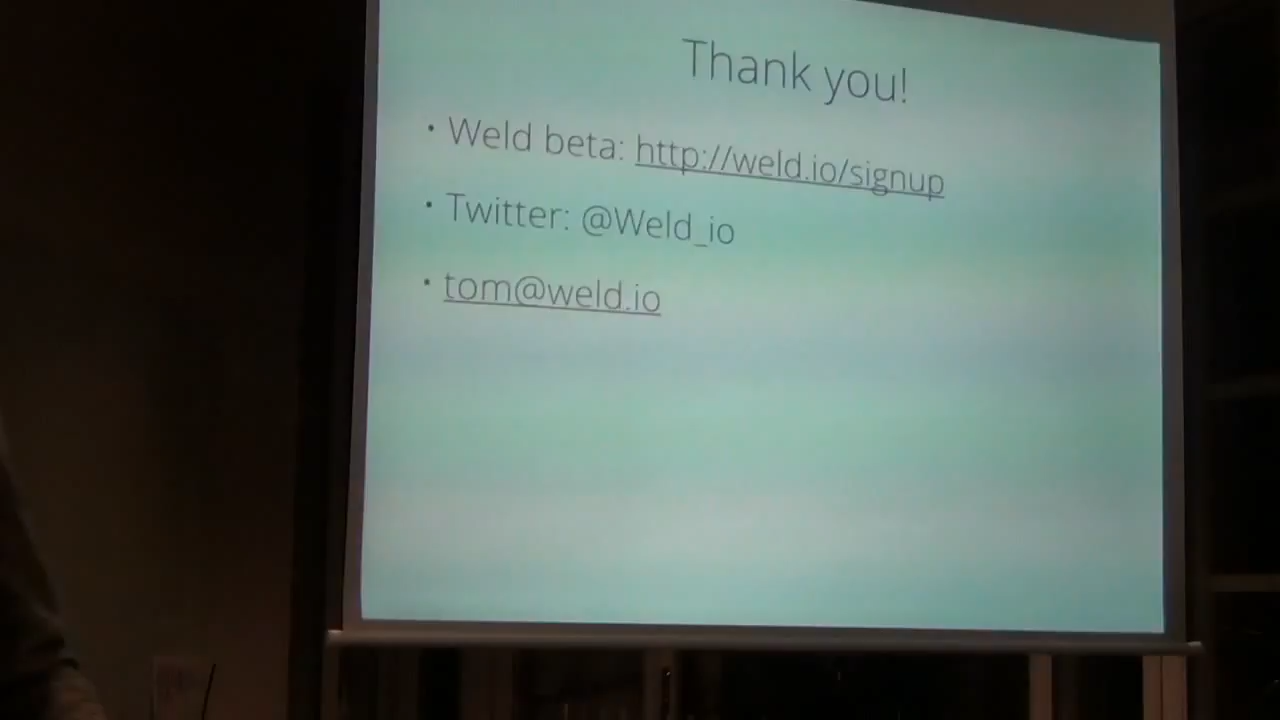 Thank you!
• Weld beta: http://weld.io/signup
• Twitter: @Weld_io
• tom@weld.io